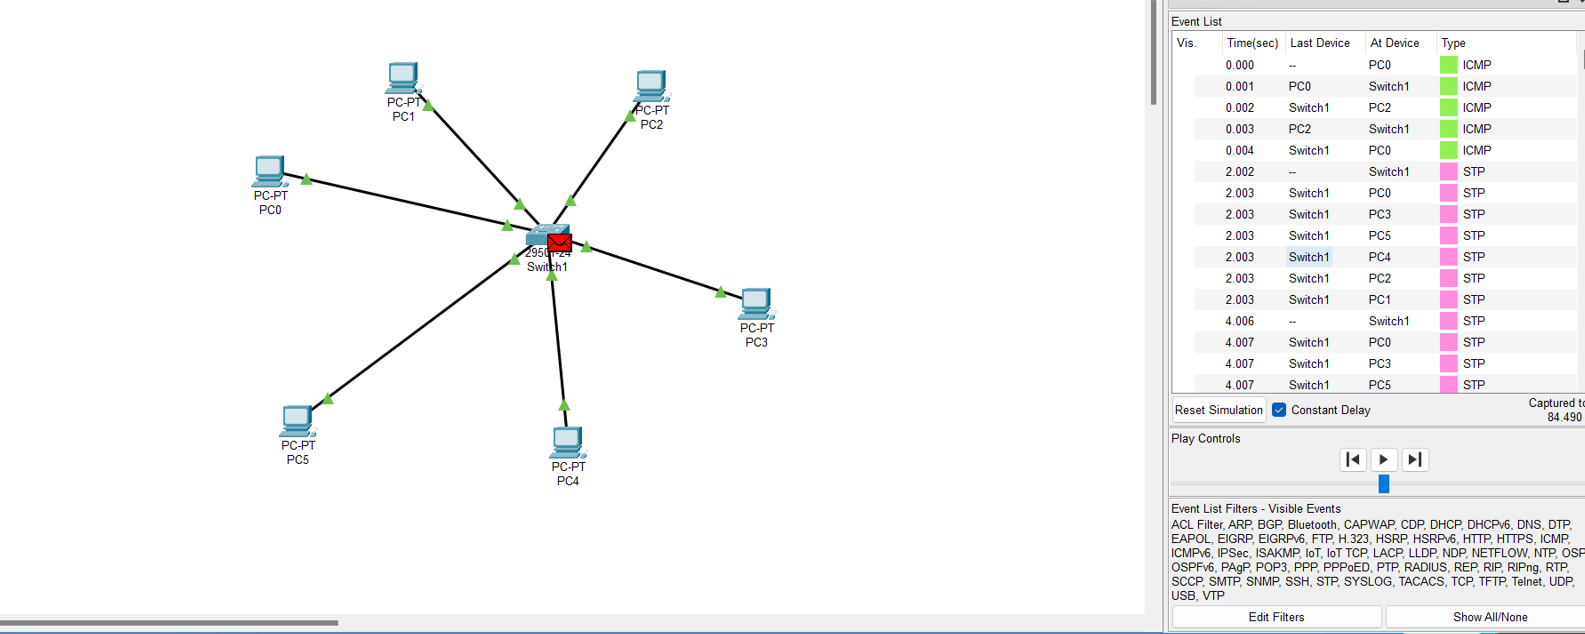 PC-PT
PC1
PC-PT
PC2
PC-PT
PC0
Switch1
PC-PT
PC3
PC-PT
PC5
PC-PT
PC4
Event List
Vis. Time(sec) Last Device At Device Type
0.000 -- PC0 ICMP
0.001 PC0 Switch1 ICMP
0.002 Switch1 PC2 ICMP
0.003 PC2 Switch1 ICMP
0.004 Switch1 PC0 ICMP
2.002 -- Switch1 STP
2.003 Switch1 PC0 STP
2.003 Switch1 PC3 STP
2.003 Switch1 PC5 STP
2.003 Switch1 PC4 STP
2.003 Switch1 PC2 STP
2.003 Switch1 PC1 STP
4.006 -- Switch1 STP
4.007 Switch1 PC0 STP
4.007 Switch1 PC3 STP
4.007 Switch1 PC5 STP
Reset Simulation Constant Delay Captured to
84.490
Play Controls
Event List Filters - Visible Events
ACL Filter, ARP, BGP, Bluetooth, CAPWAP, CDP, DHCP, DHCPv6, DNS, DTP,
EAPOL, EIGRP, EIGRPv6, FTP, H.323, HSRP, HSRPv6, HTTP, HTTPS, ICMP,
ICMPv6, IPSec, ISAKMP, IoT, IoT TCP, LACP, LLDP, NDP, NETFLOW, NTP, OSP
OSPFv6, PAgP, POP3, PPP, PPPoED, PTP, RADIUS, REP, RIP, RIPng, RTP,
SCCP, SMTP, SNMP, SSH, STP, SYSLOG, TACACS, TCP, TFTP, Telnet, UDP,
USB, VTP
Edit Filters Show All/None